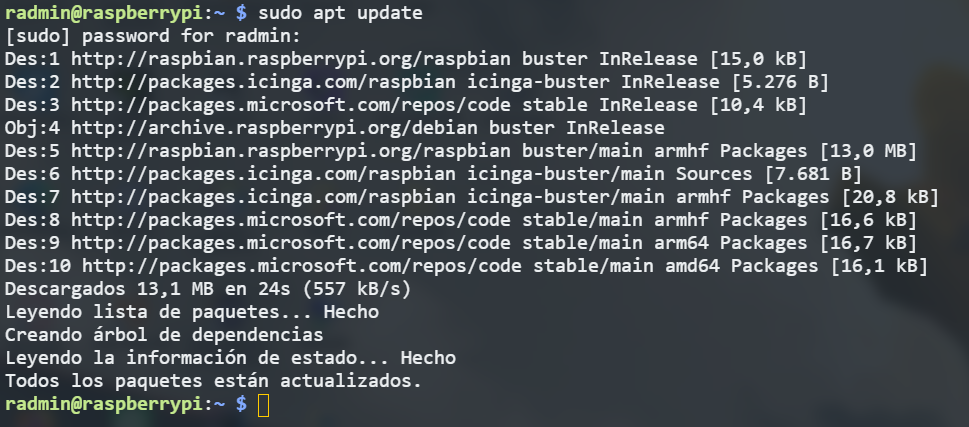 radmin@raspberrypi:~ $ sudo apt update
[sudo] password for radmin:
Des:1 http://raspbian.raspberrypi.org/raspbian buster InRelease [15,0 kB]
Des:2 http://packages.icinga.com/raspbian icinga-buster InRelease [5.276 B]
Des:3 http://packages.microsoft.com/repos/code stable InRelease [10,4 kB]
Obj:4 http://archive.raspberrypi.org/debian buster InRelease
Des:5 http://raspbian.raspberrypi.org/raspbian buster/main armhf Packages [13,0 MB]
Des:6 http://packages.icinga.com/raspbian icinga-buster/main Sources [7.681 B]
Des:7 http://packages.icinga.com/raspbian icinga-buster/main armhf Packages [20,8 kB]
Des:8 http://packages.microsoft.com/repos/code stable/main armhf Packages [16,6 kB]
Des:9 http://packages.microsoft.com/repos/code stable/main arm64 Packages [16,7 kB]
Des:10 http://packages.microsoft.com/repos/code stable/main amd64 Packages [16,1 kB]
Descargados 13,1 MB en 24s (557 kB/s)
Leyendo lista de paquetes... Hecho
Creando árbol de dependencias
Leyendo la información de estado... Hecho
Todos los paquetes están actualizados.
radmin@raspberrypi:~ $